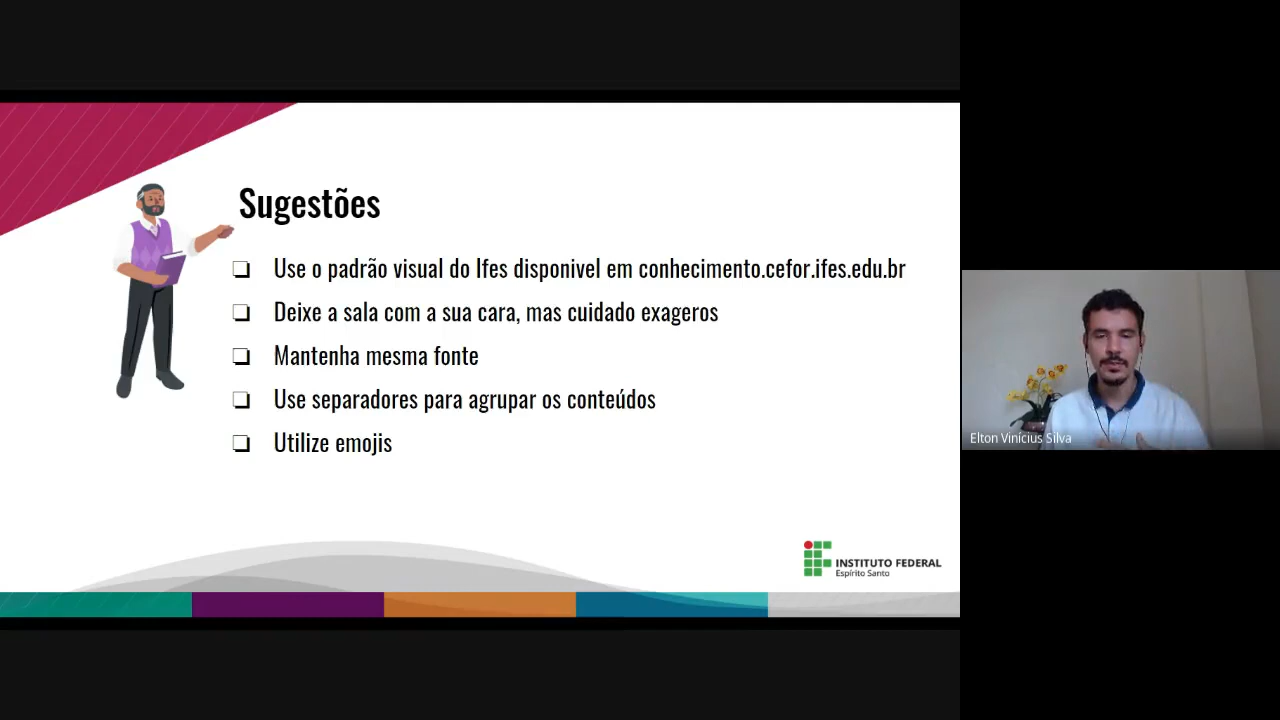 Sugestões
❏ Use o padrão visual do Ifes disponivel em conhecimento.cefor.ifes.edu.br
❏ Deixe a sala com a sua cara, mas cuidado exageros
❏ Mantenha mesma fonte
❏ Use separadores para agrupar os conteúdos
❏ Utilize emojis
INSTITUTO FEDERAL
Espírito Santo
Elton Vinícius Silva